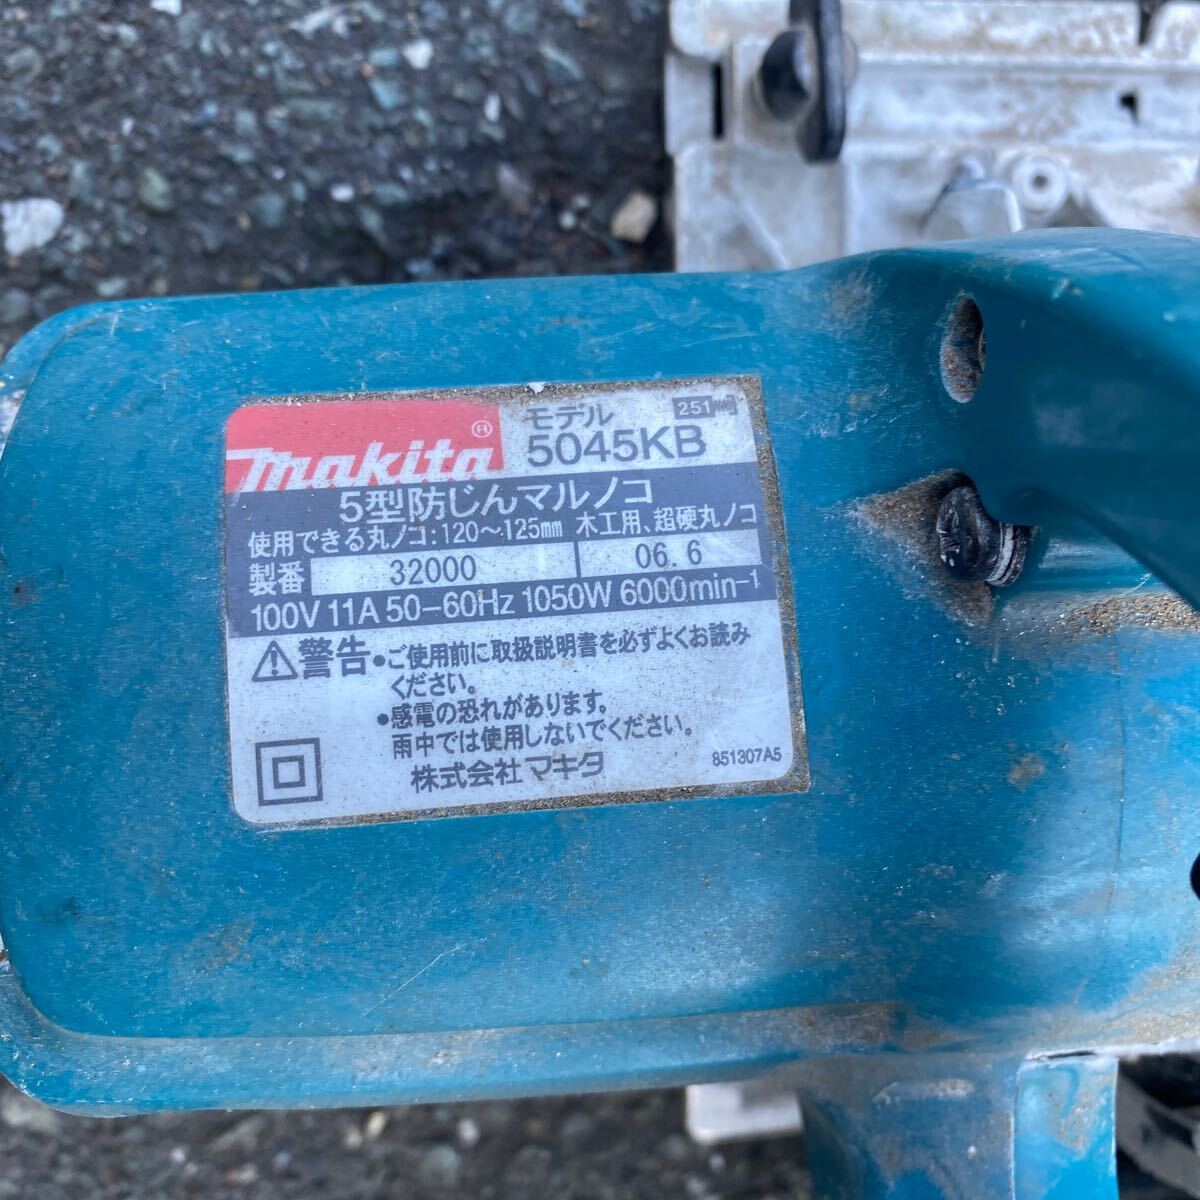 makita®
モデル 251
5045KB
5型防じんマルノコ
使用できる丸ノコ:120～125mm 木工用、超硬丸ノコ
製番 32000 06.6
100V 11A 50-60Hz 1050W 6000min-1
警告 •ご使用前に取扱説明書を必ずよくお読み
ください。
•感電の恐れがあります。
雨中では使用しないでください。
株式会社マキタ
851307A5